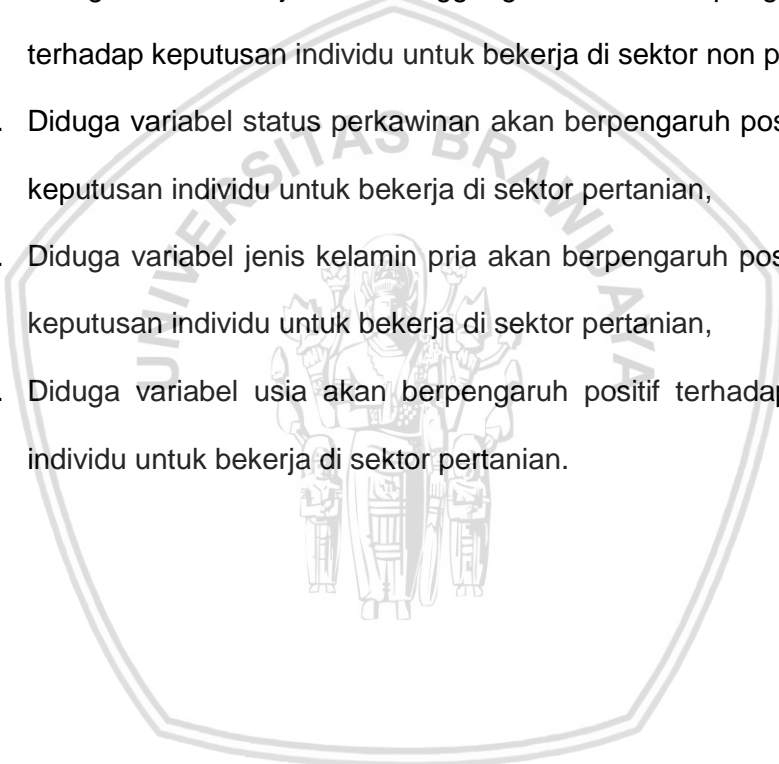 terhadap keputusan individu untuk bekerja di sektor non
. Diduga variabel status perkawinan akan berpengaruh
keputusan individu untuk bekerja di sektor pertanian,
. Diduga variabel jenis kelamin pria akan berpengaruh
keputusan individu untuk bekerja di sektor pertanian,
. Diduga variabel usia akan berpengaruh positif terhadap
individu untuk bekerja di sektor pertanian.
UNIVERSITAS BRAWIJAYA